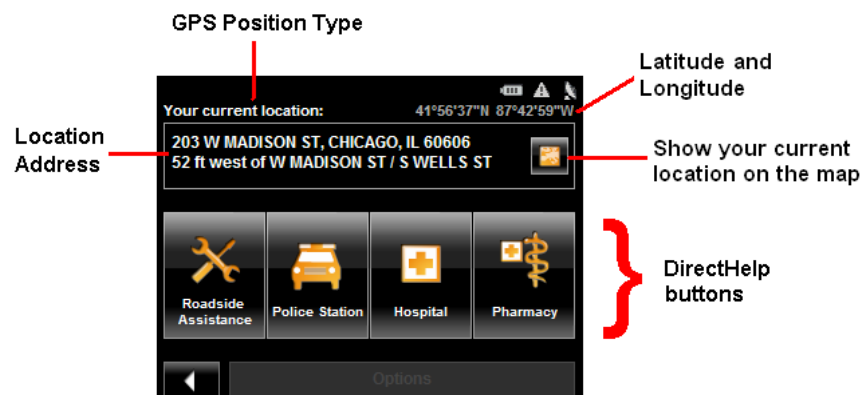 GPS Position Type
Latitude and
Longitude
Your current location:
41°56'37"N 87°42'59"W
Location
Address
203 W MADISON ST, CHICAGO, IL 60606
52 ft west of W MADISON ST / S WELLS ST
Show your current
location on the map
Roadside
Assistance
Police Station
Hospital
Pharmacy
DirectHelp
buttons
Options